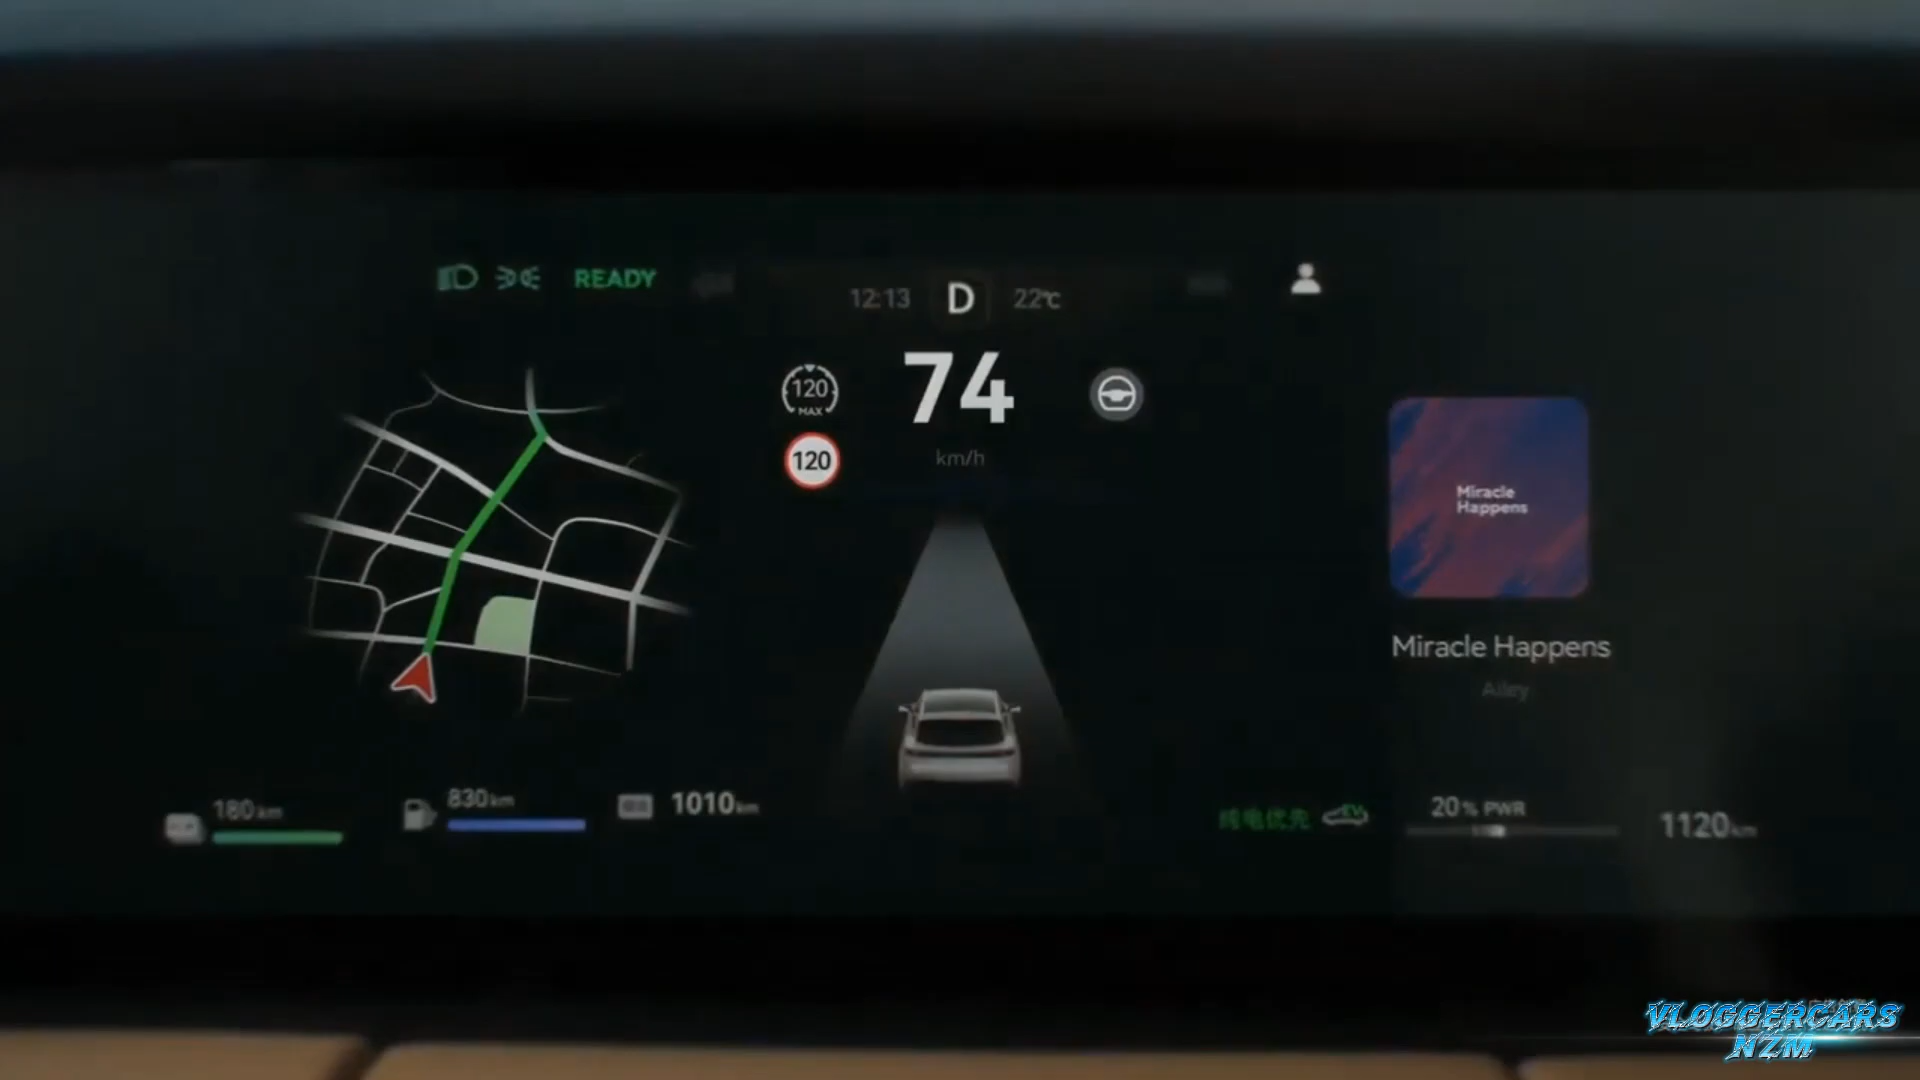 READY
12:13 D 22℃
120
MAX
74
120
km/h
Miracle
Happens
Miracle Happens
Alley
180km
830km
1010km
纯电优先
EV
20% PWR
1120km
VLOGGERCARS
NZM